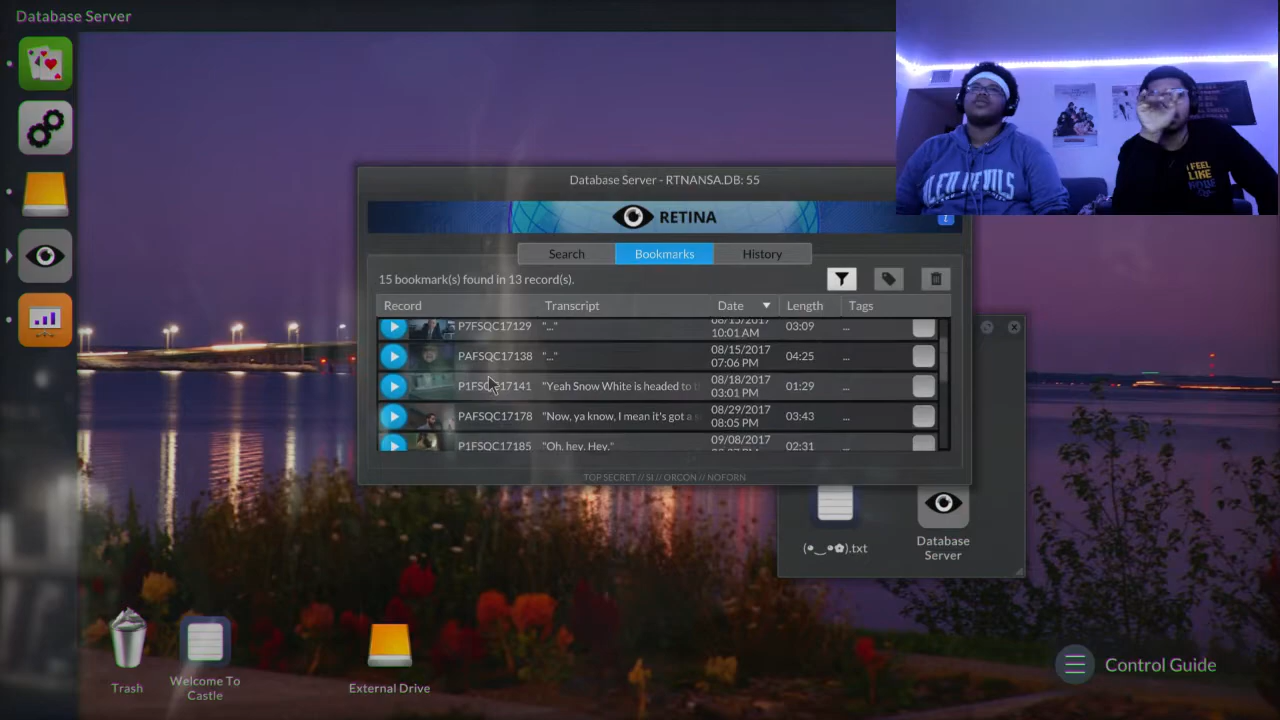 Database Server
Database Server - RTNANSA.DB: 55
RETINA
i
Search
Bookmarks
History
15 bookmark(s) found in 13 record(s).
Record
Transcript
Date
Length
Tags
P7FSQC17129 "..." 08/15/2017 10:01 AM 03:09 ...
PAFSQC17138 "..." 08/15/2017 07:06 PM 04:25 ...
P1FSQC17141 "Yeah Snow White is headed to 08/18/2017 03:01 PM 01:29 ...
PAFSQC17178 "Now, ya know, I mean it's got a 08/29/2017 08:05 PM 03:43 ...
P1FSQC17185 "Oh, hey. Hey." 09/08/2017 02:31
TOP SECRET // SI // ORCON // NOFORN
(◕‿◕✿).txt
Database
Server
Trash
Welcome To
Castle
External Drive
Control Guide
I FEEL
LIKE